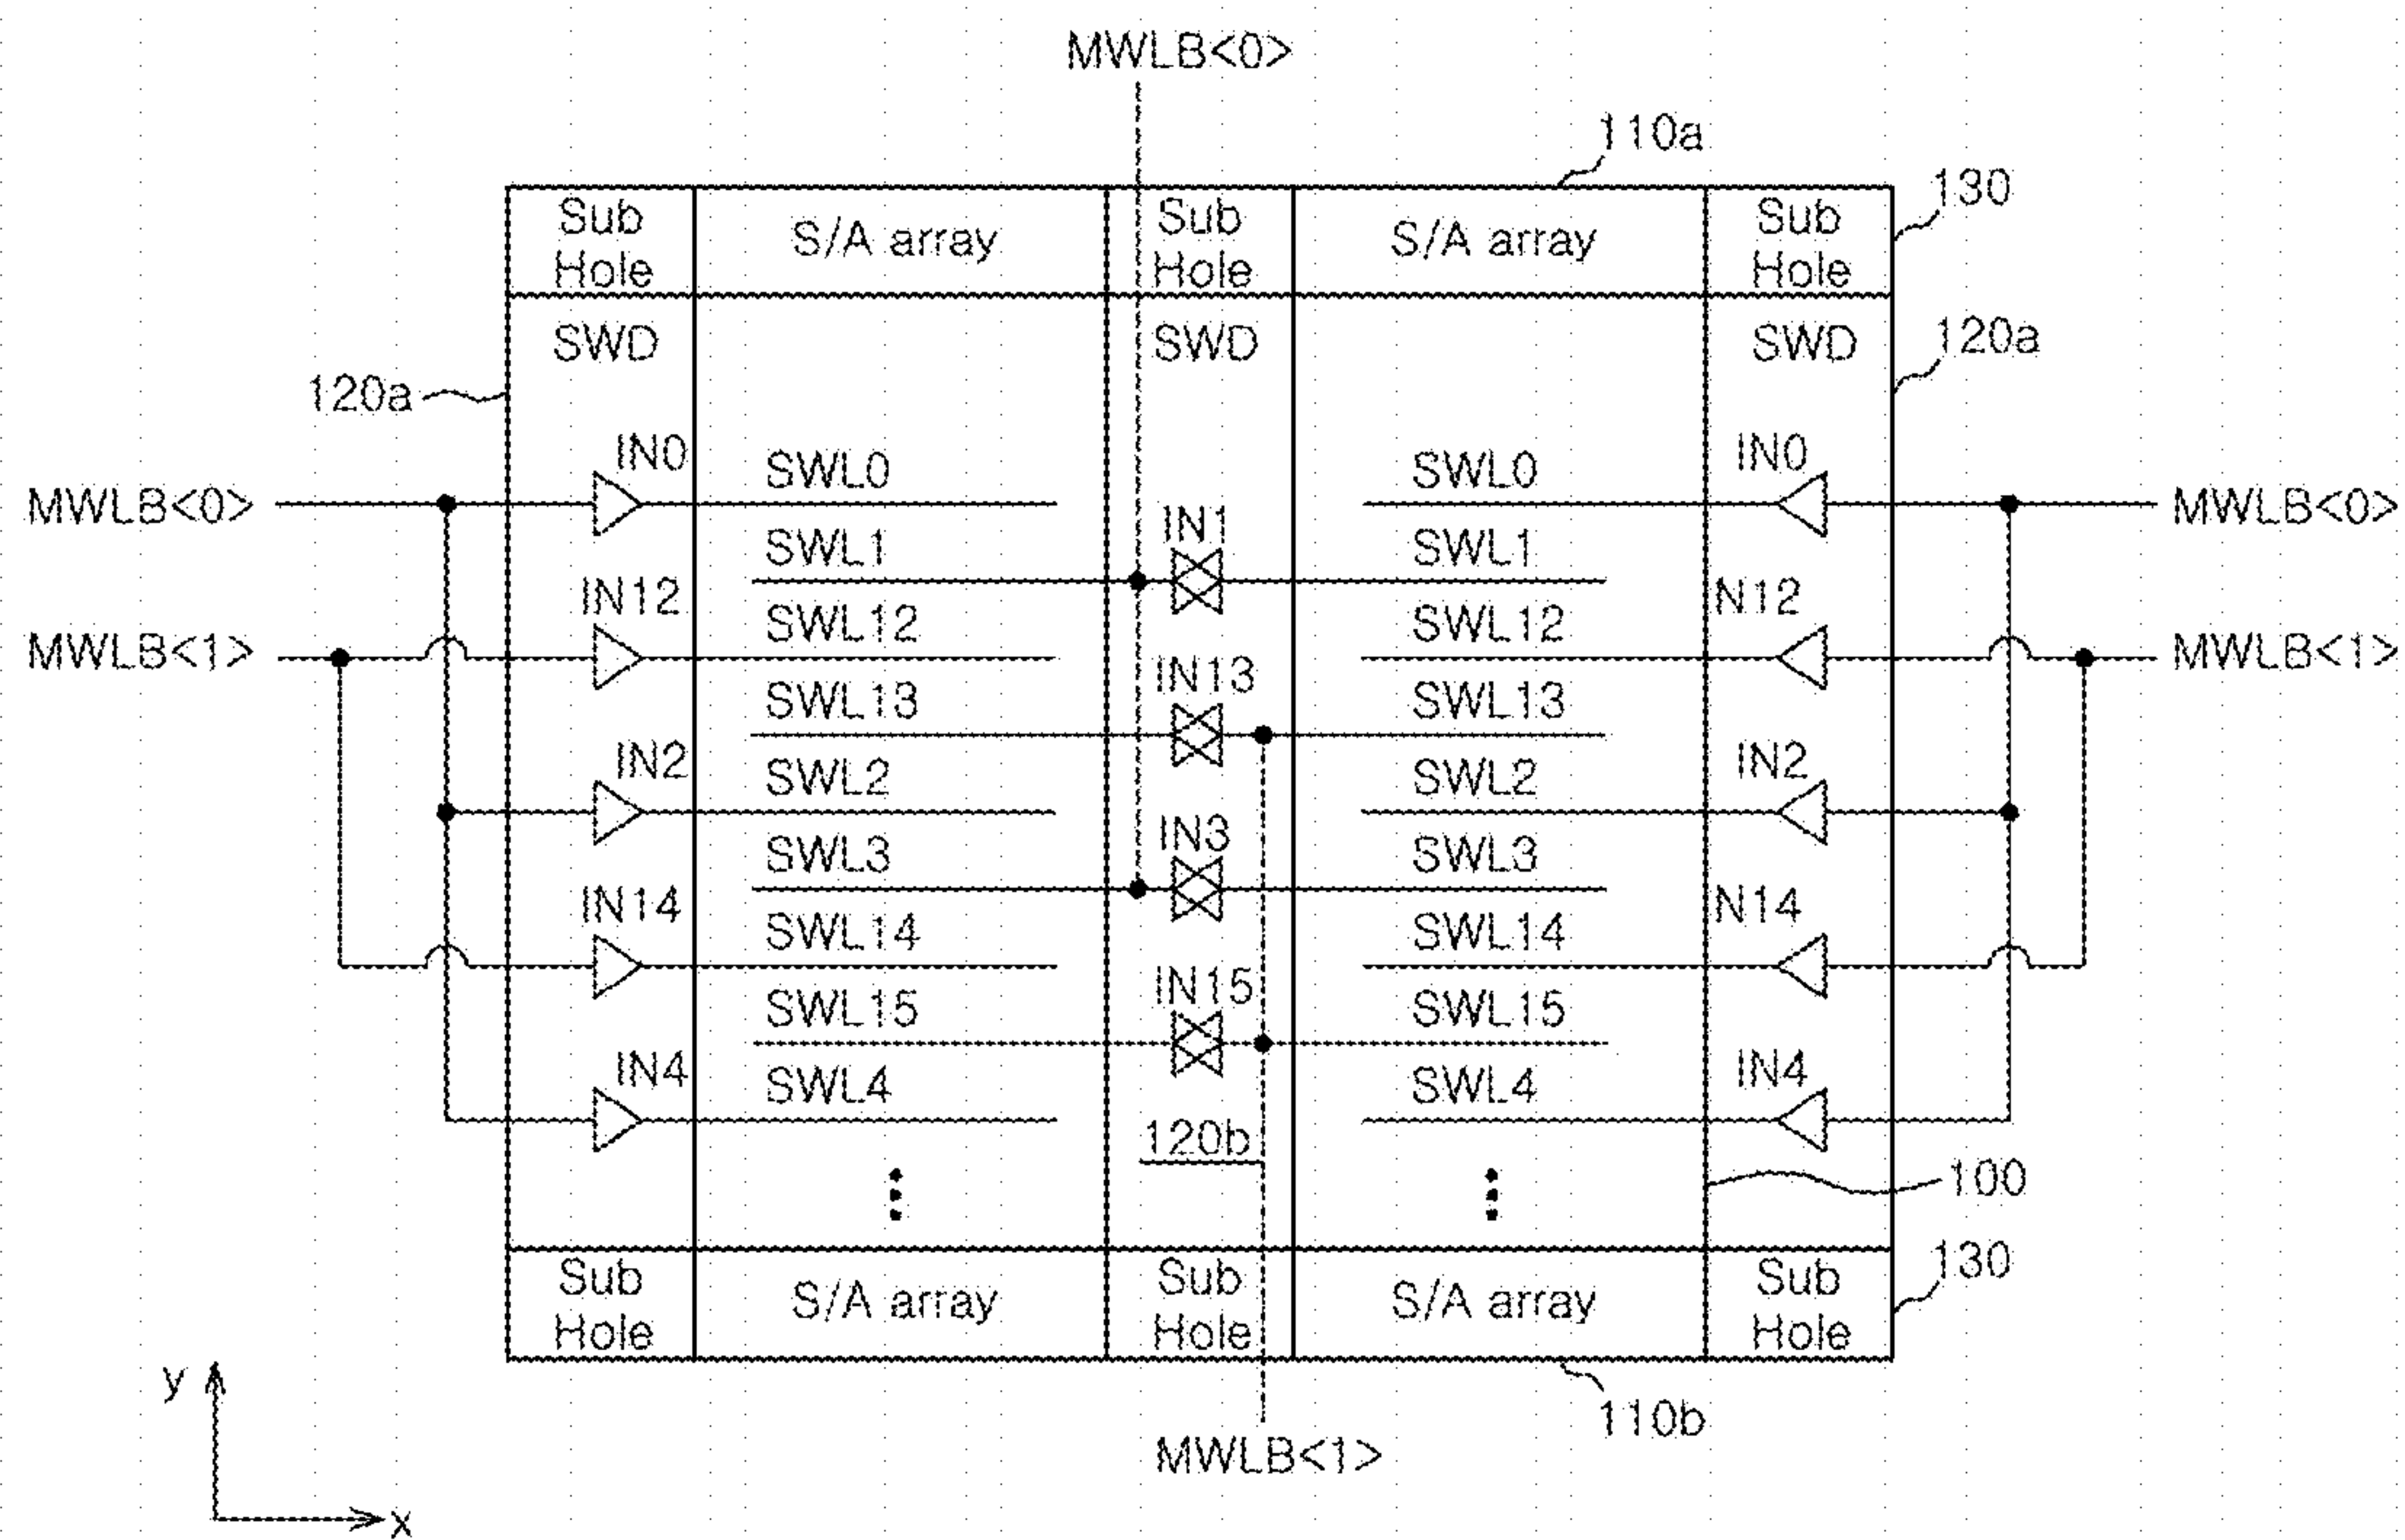 MWLB<0>
110a
130
Sub Hole
S/A array
Sub Hole
S/A array
Sub Hole
SWD
SWD
SWD
120a
120a
IN0
SWL0
SWL0
IN0
MWLB<0>
MWLB<0>
SWL1
IN1
SWL1
IN12
SWL12
SWL12
N12
MWLB<1>
MWLB<1>
SWL13
IN13
SWL13
IN2
SWL2
SWL2
IN2
SWL3
IN3
SWL3
IN14
SWL14
SWL14
N14
SWL15
IN15
SWL15
IN4
SWL4
SWL4
IN4
120b
100
Sub Hole
S/A array
Sub Hole
S/A array
Sub Hole
130
110b
MWLB<1>
y
x